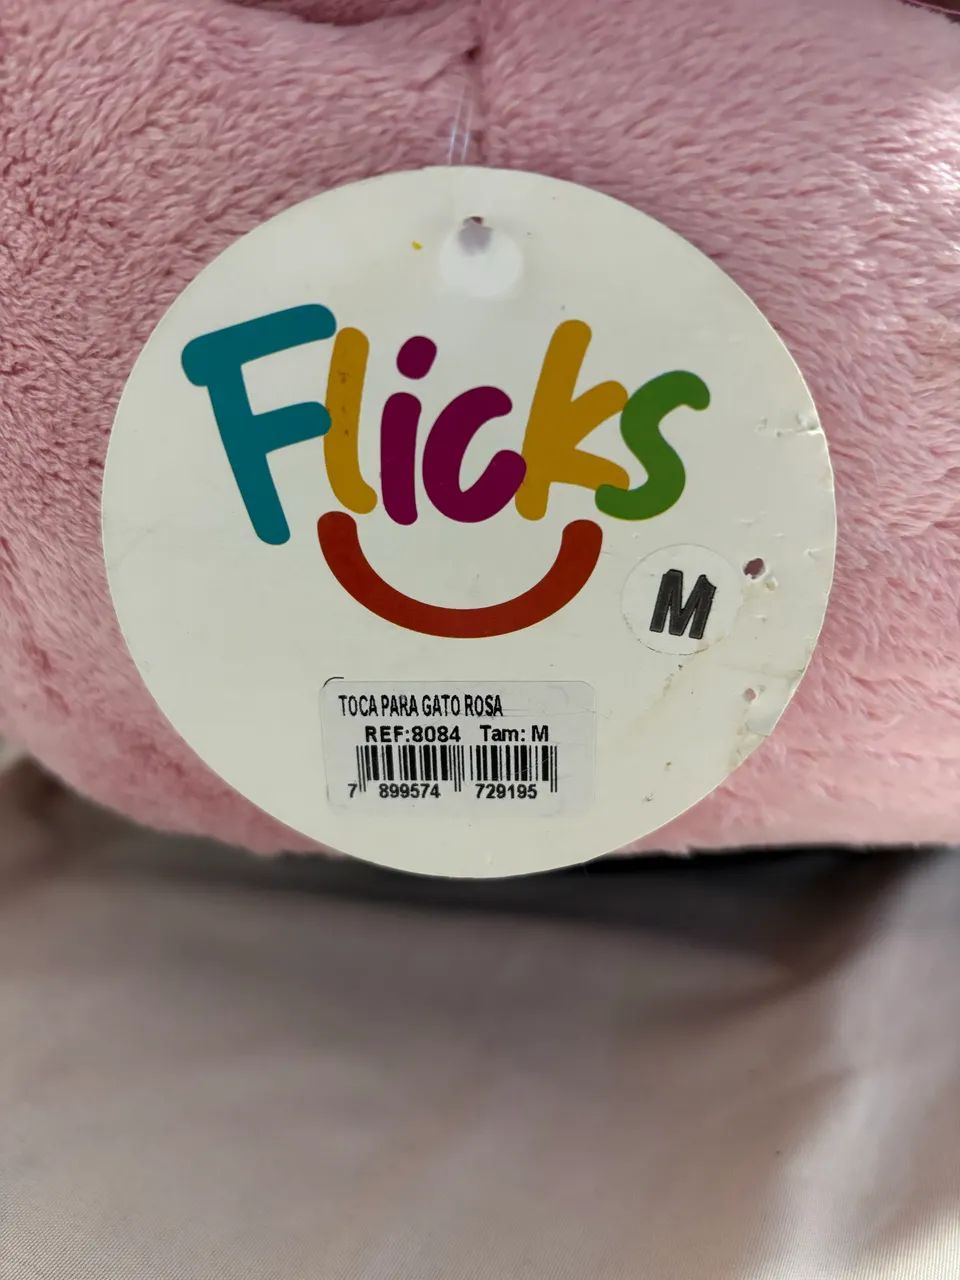 Flicks
M
TOCA PARA GATO ROSA
REF:8084 Tam: M
7 899574 729195